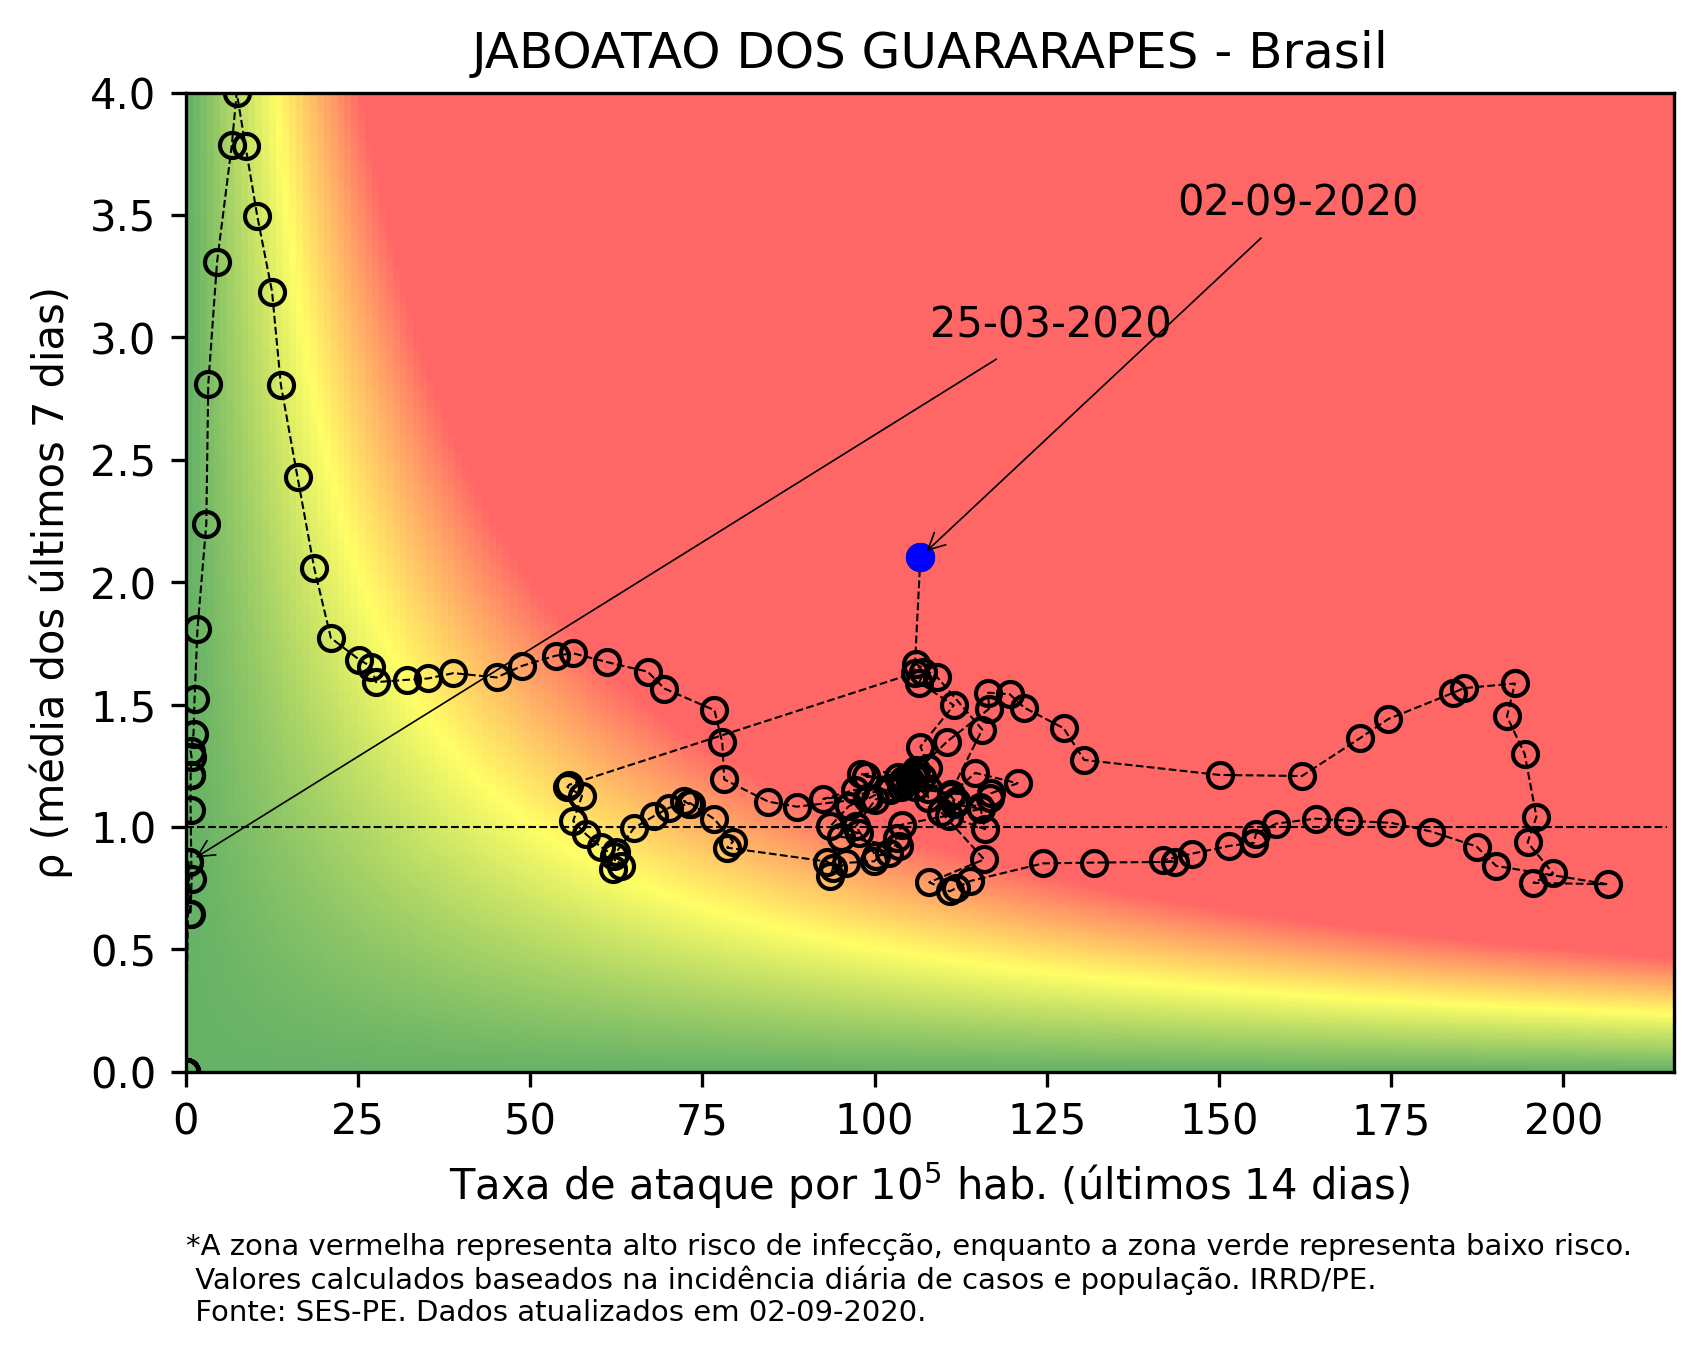 JABOATAO DOS GUARARAPES - Brasil
4.0
3.5
3.0
2.5
2.0
1.5
1.0
0.5
0.0
ρ (média dos últimos 7 dias)
02-09-2020
25-03-2020
0 25 50 75 100 125 150 175 200
Taxa de ataque por 10⁵ hab. (últimos 14 dias)
*A zona vermelha representa alto risco de infecção, enquanto a zona verde representa baixo risco.
Valores calculados baseados na incidência diária de casos e população. IRRD/PE.
Fonte: SES-PE. Dados atualizados em 02-09-2020.